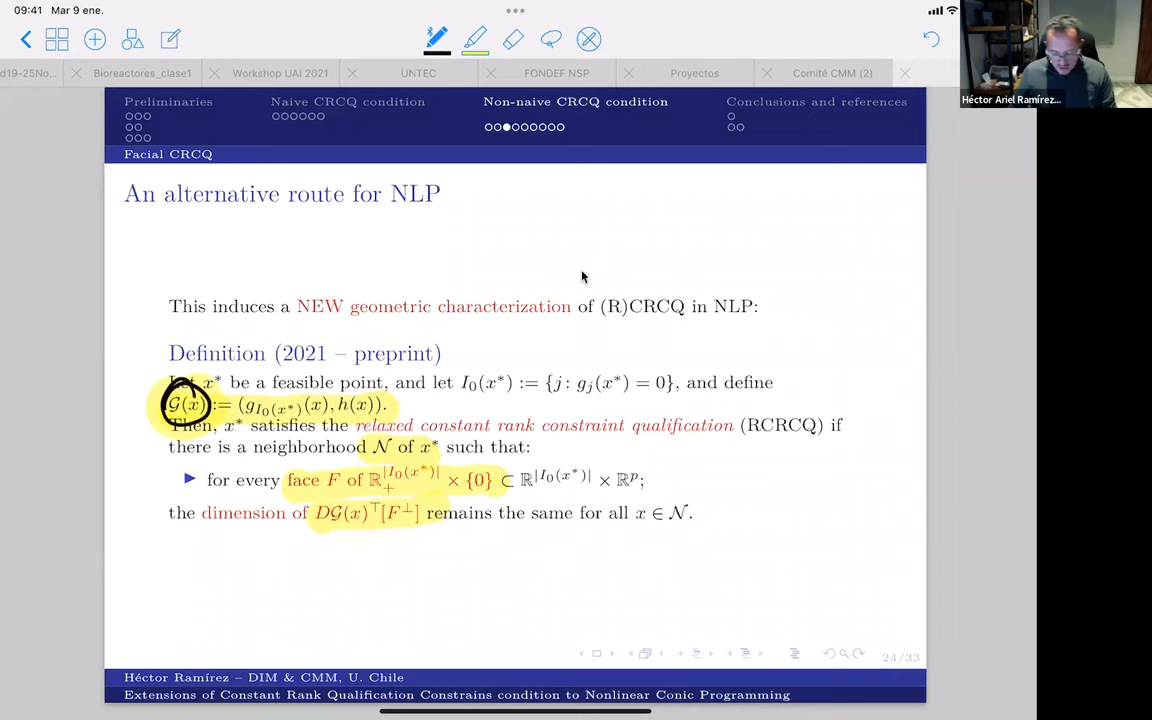 09:41 Mar 9 ene.
d19-25No... Bioreactores_clase1 Workshop UAI 2021 UNTEC FONDEF NSP Proyectos Comité CMM (2)
Héctor Ariel Ramírez...
Preliminaries Naive CRCQ condition Non-naive CRCQ condition Conclusions and references
Facial CRCQ
An alternative route for NLP
This induces a NEW geometric characterization of (R)CRCQ in NLP:
Definition (2021 – preprint)
Let x* be a feasible point, and let I₀(x*) := {j : gⱼ(x*) = 0}, and define
𝒢(x) := (g_{I₀(x*)}(x), h(x)).
Then, x* satisfies the relaxed constant rank constraint qualification (RCRCQ) if
there is a neighborhood 𝒩 of x* such that:
▶ for every face F of ℝ₊^{|I₀(x*)|} × {0} ⊂ ℝ^{|I₀(x*)|} × ℝᵖ;
the dimension of D𝒢(x)^⊤[F^⊥] remains the same for all x ∈ 𝒩.
24/33
Héctor Ramírez – DIM & CMM, U. Chile
Extensions of Constant Rank Qualification Constrains condition to Nonlinear Conic Programming